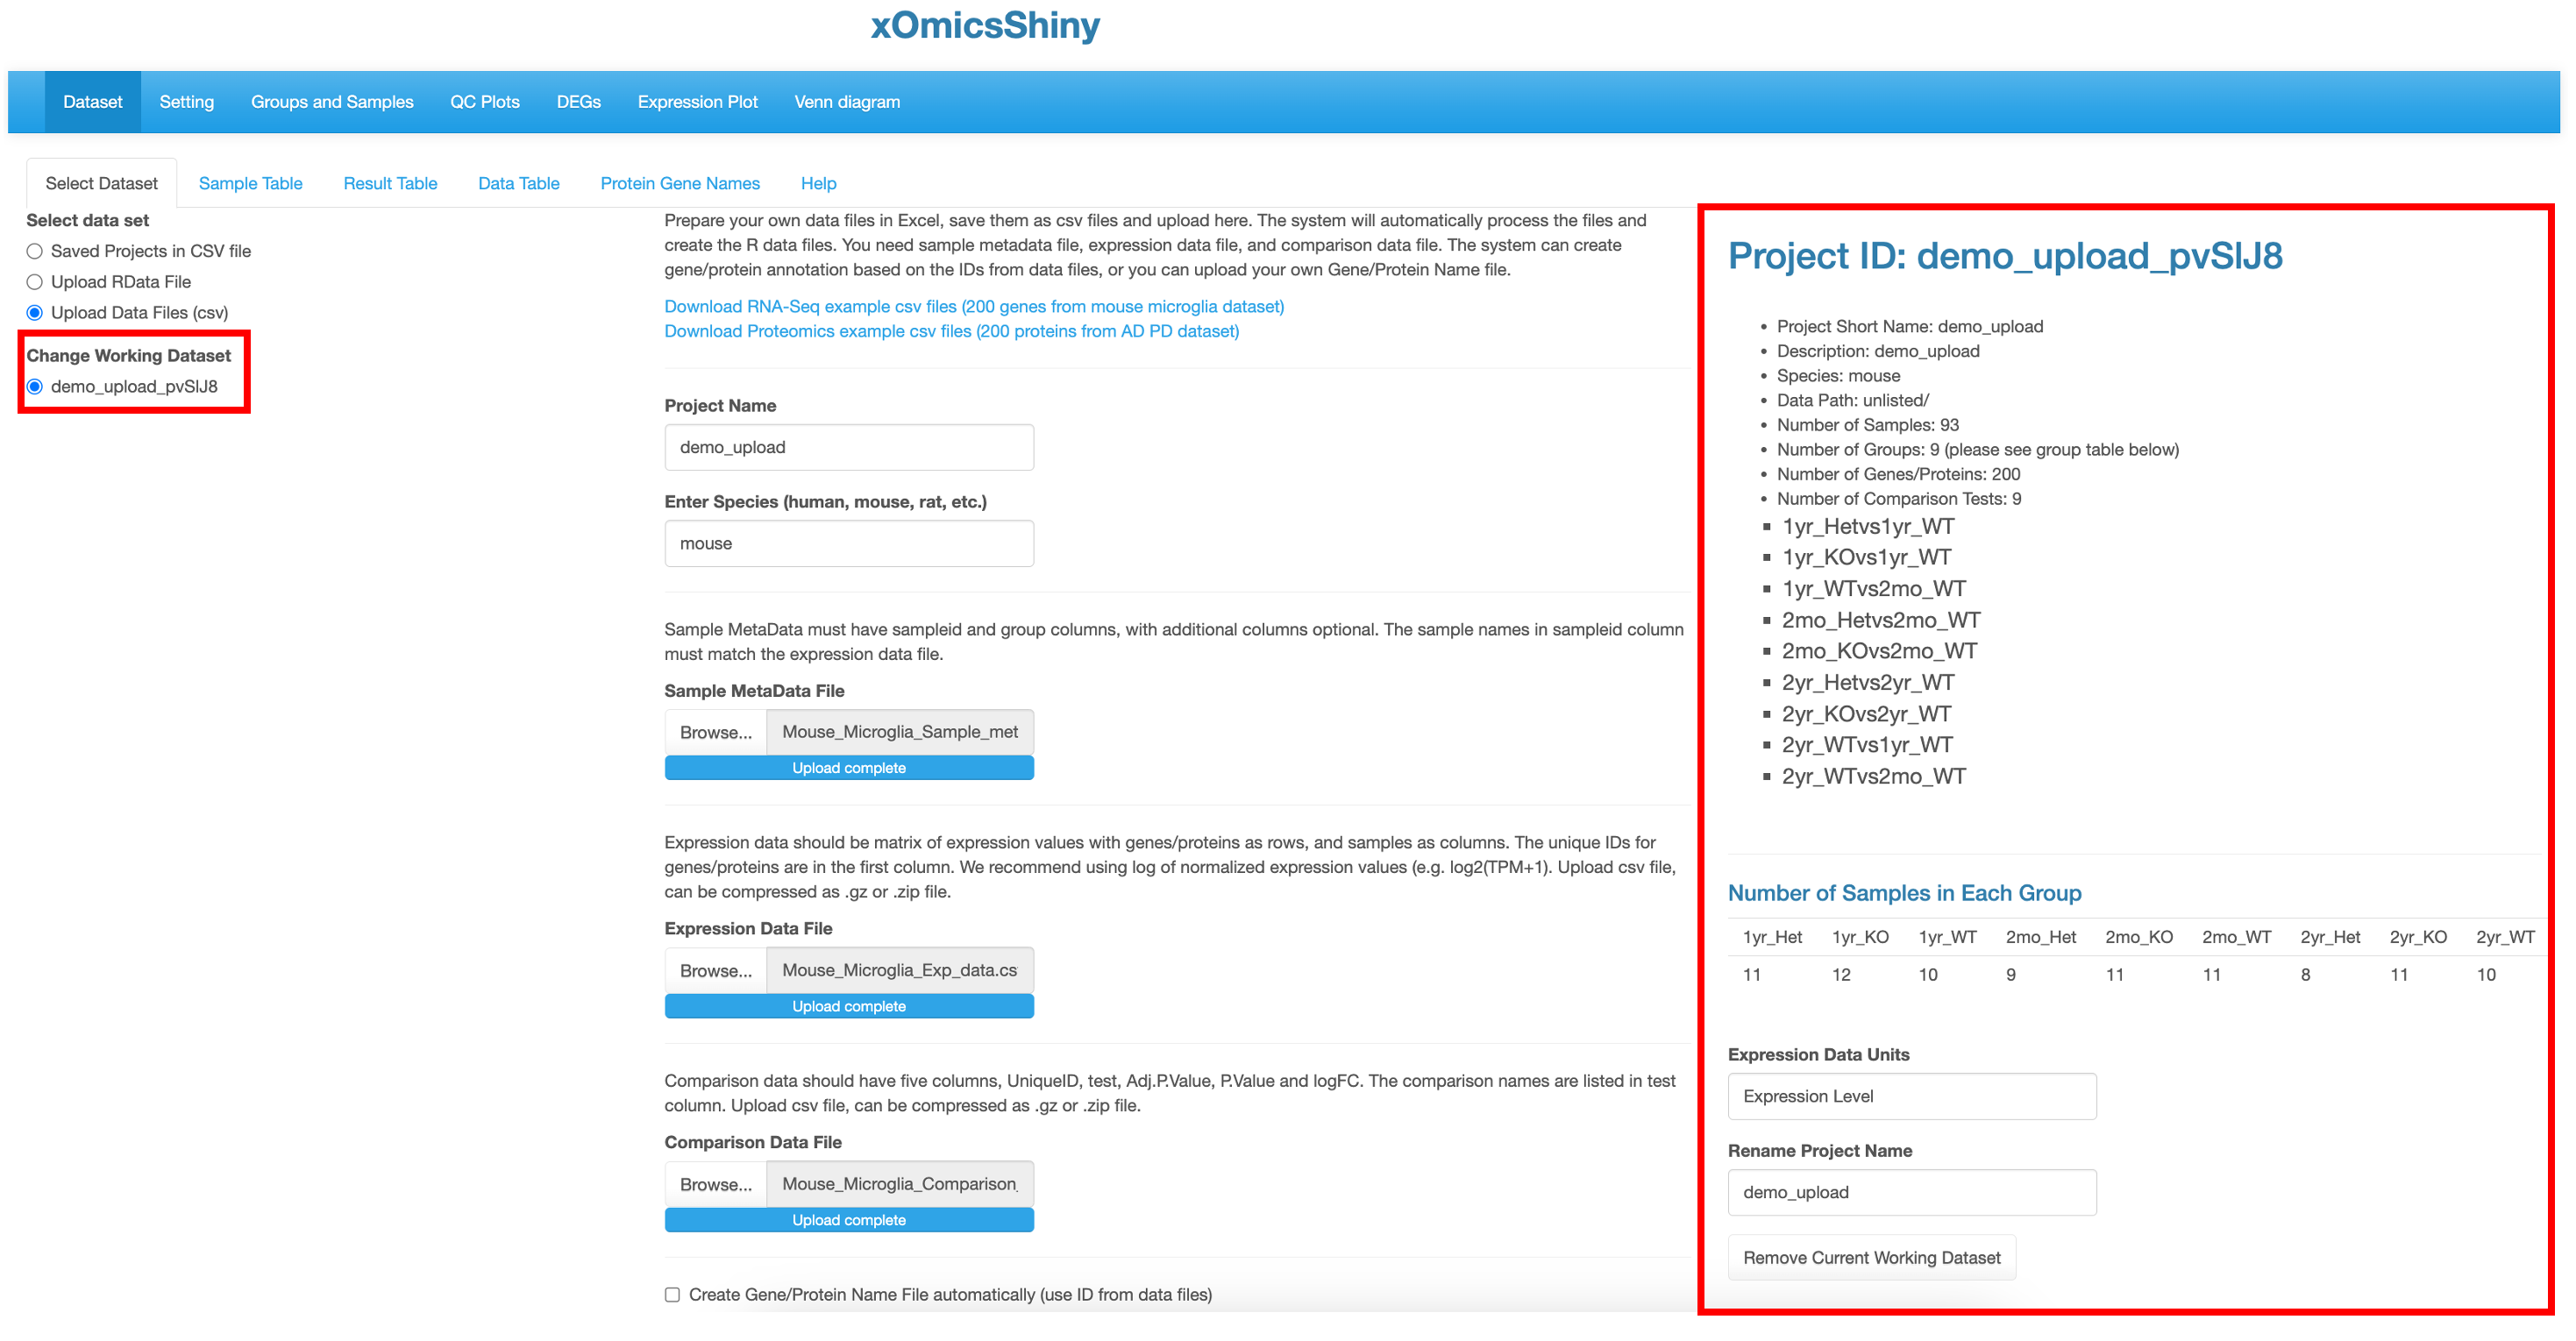 xOmicsShiny
Dataset Setting Groups and Samples QC Plots DEGs Expression Plot Venn diagram
Select Dataset Sample Table Result Table Data Table Protein Gene Names Help
Select data set
Saved Projects in CSV file
Upload RData File
Upload Data Files (csv)
Change Working Dataset
demo_upload_pvSlJ8
Prepare your own data files in Excel, save them as csv files and upload here. The system will automatically process the files and
create the R data files. You need sample metadata file, expression data file, and comparison data file. The system can create
gene/protein annotation based on the IDs from data files, or you can upload your own Gene/Protein Name file.
Download RNA-Seq example csv files (200 genes from mouse microglia dataset)
Download Proteomics example csv files (200 proteins from AD PD dataset)
Project Name
demo_upload
Enter Species (human, mouse, rat, etc.)
mouse
Sample MetaData must have sampleid and group columns, with additional columns optional. The sample names in sampleid column
must match the expression data file.
Sample MetaData File
Browse... Mouse_Microglia_Sample_met
Upload complete
Expression data should be matrix of expression values with genes/proteins as rows, and samples as columns. The unique IDs for
genes/proteins are in the first column. We recommend using log of normalized expression values (e.g. log2(TPM+1). Upload csv file,
can be compressed as .gz or .zip file.
Expression Data File
Browse... Mouse_Microglia_Exp_data.cs
Upload complete
Comparison data should have five columns, UniqueID, test, Adj.P.Value, P.Value and logFC. The comparison names are listed in test
column. Upload csv file, can be compressed as .gz or .zip file.
Comparison Data File
Browse... Mouse_Microglia_Comparison_
Upload complete
Create Gene/Protein Name File automatically (use ID from data files)
Project ID: demo_upload_pvSlJ8
• Project Short Name: demo_upload
• Description: demo_upload
• Species: mouse
• Data Path: unlisted/
• Number of Samples: 93
• Number of Groups: 9 (please see group table below)
• Number of Genes/Proteins: 200
• Number of Comparison Tests: 9
▪ 1yr_Hetvs1yr_WT
▪ 1yr_KOvs1yr_WT
▪ 1yr_WTvs2mo_WT
▪ 2mo_Hetvs2mo_WT
▪ 2mo_KOvs2mo_WT
▪ 2yr_Hetvs2yr_WT
▪ 2yr_KOvs2yr_WT
▪ 2yr_WTvs1yr_WT
▪ 2yr_WTvs2mo_WT
Number of Samples in Each Group
1yr_Het 1yr_KO 1yr_WT 2mo_Het 2mo_KO 2mo_WT 2yr_Het 2yr_KO 2yr_WT
11 12 10 9 11 11 8 11 10
Expression Data Units
Expression Level
Rename Project Name
demo_upload
Remove Current Working Dataset